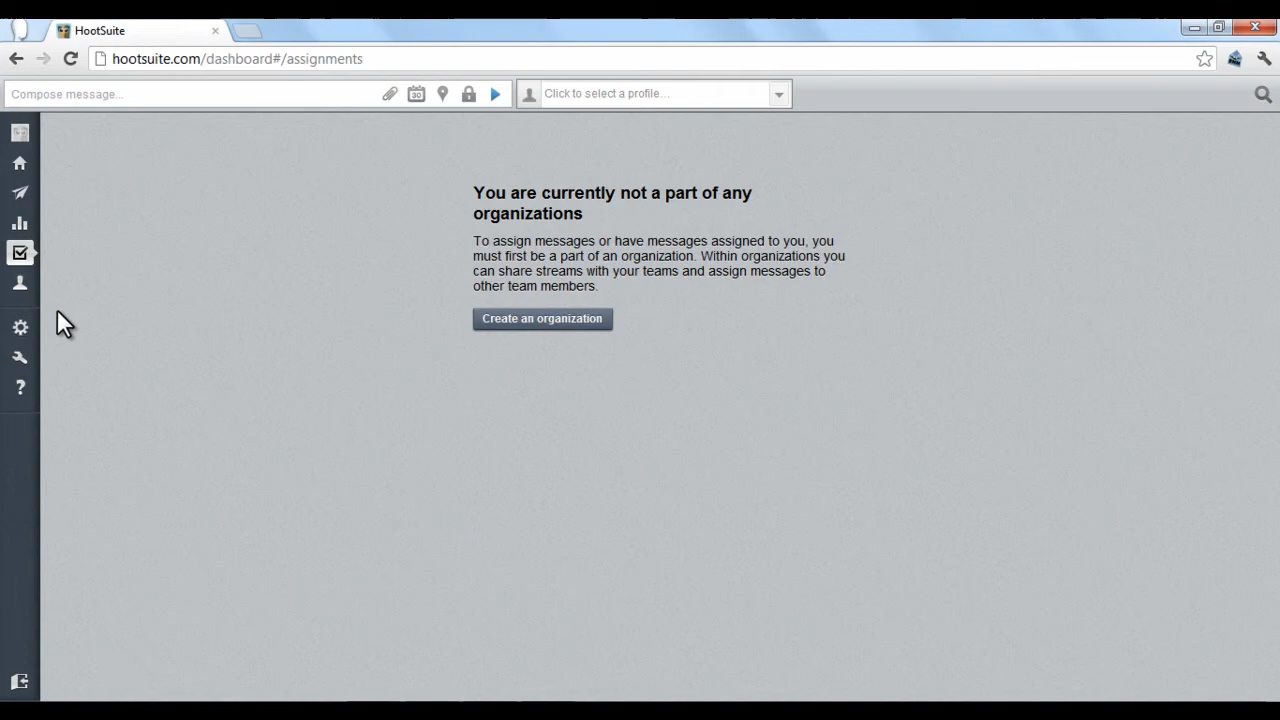 HootSuite
hootsuite.com/dashboard#/assignments
Compose message...
30
Click to select a profile...
You are currently not a part of any
organizations
To assign messages or have messages assigned to you, you
must first be a part of an organization. Within organizations you
can share streams with your teams and assign messages to
other team members.
Create an organization
?